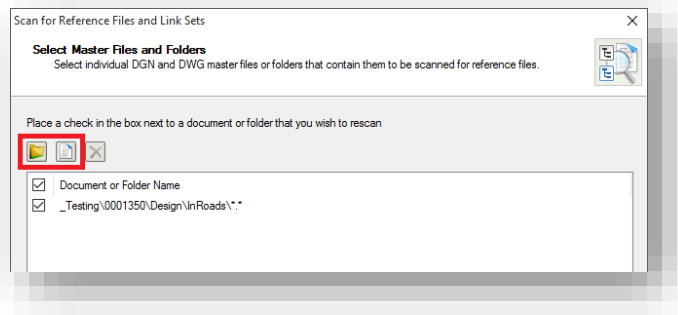 Scan for Reference Files and Link Sets
Select Master Files and Folders
Select individual DGN and DWG master files or folders that contain them to be scanned for reference files.
Place a check in the box next to a document or folder that you wish to rescan
Document or Folder Name
_Testing\0001350\Design\InRoads\*.*